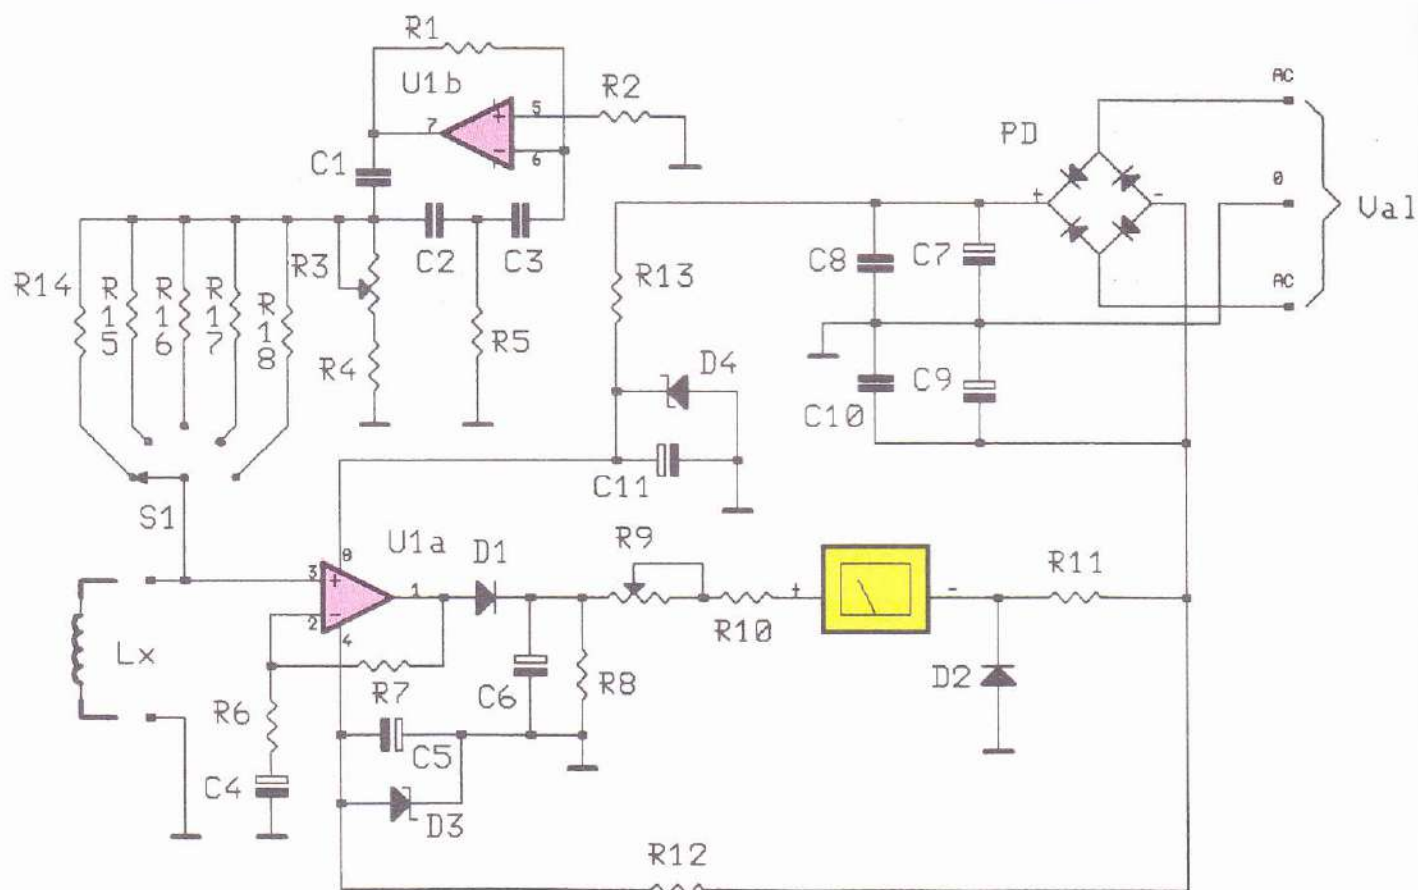 R1
U1b
5
R2
7
6
C1
AC
PD
+
-
0
Val
R14
R15
R16
R17
R18
R3
C2
C3
R13
C8
C7
AC
R4
R5
D4
C10
C9
S1
C11
U1a
8
D1
R9
R11
3
+
1
2
-
4
+
-
R10
Lx
R7
C6
R8
D2
R6
C5
C4
D3
R12